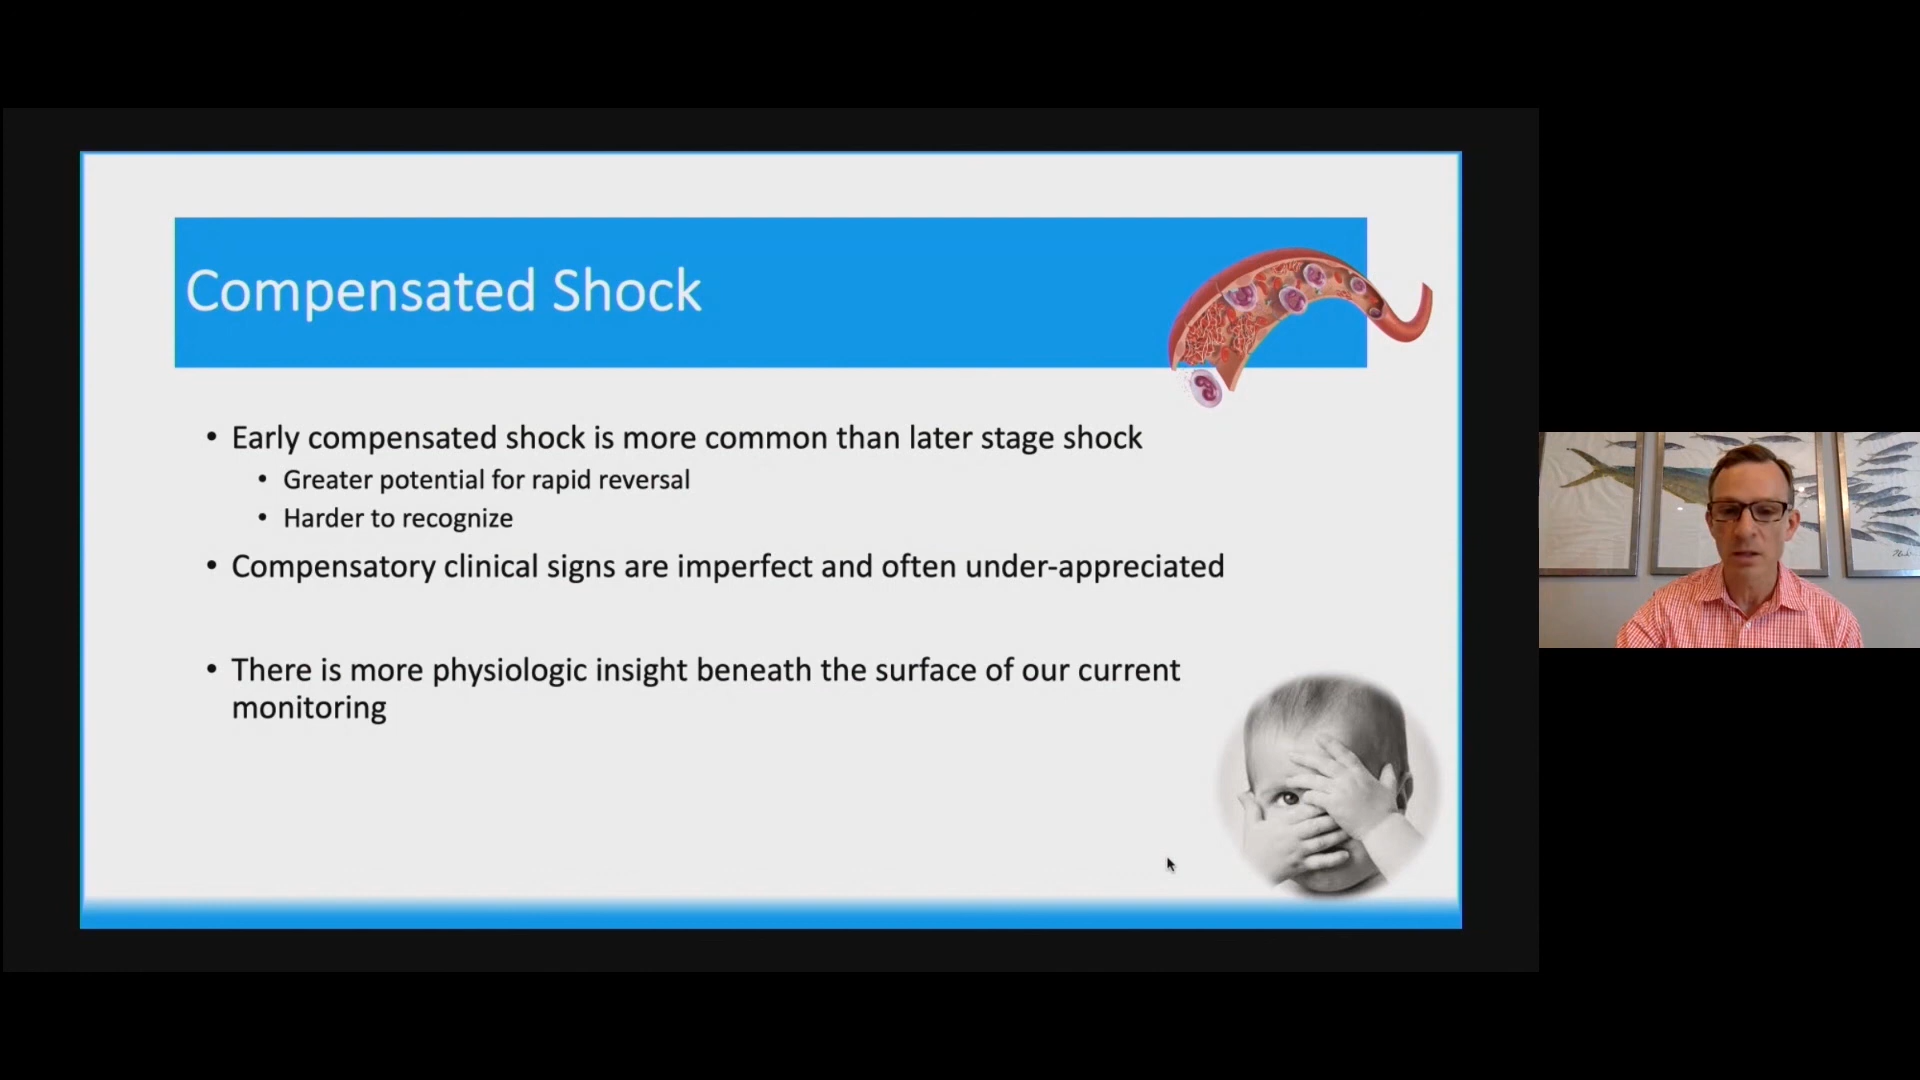 Compensated Shock
• Early compensated shock is more common than later stage shock
• Greater potential for rapid reversal
• Harder to recognize
• Compensatory clinical signs are imperfect and often under-appreciated
• There is more physiologic insight beneath the surface of our current
monitoring